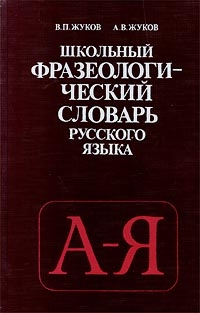 В.П.ЖУКОВ А.В.ЖУКОВ
ШКОЛЬНЫЙ
ФРАЗЕОЛОГИ-
ЧЕСКИЙ СЛОВАРЬ
РУССКОГО
ЯЗЫКА
А-Я